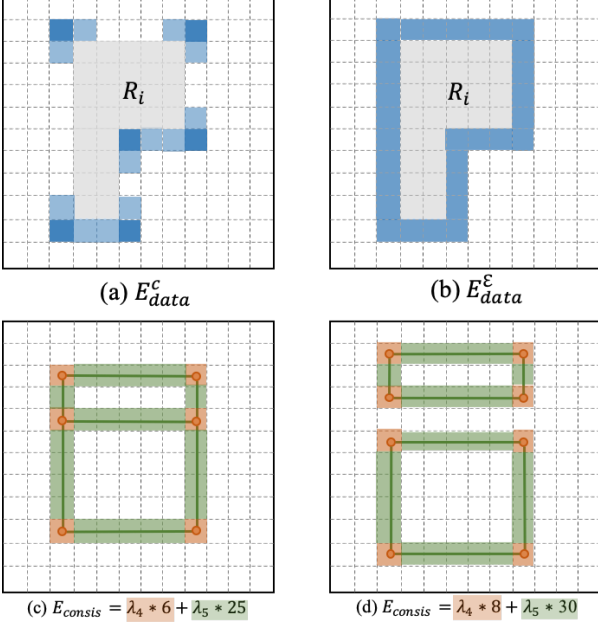 R_i
R_i
(a) E^c_data
(b) E^ℰ_data
(c) E_consis = λ_4 * 6 + λ_5 * 25
(d) E_consis = λ_4 * 8 + λ_5 * 30